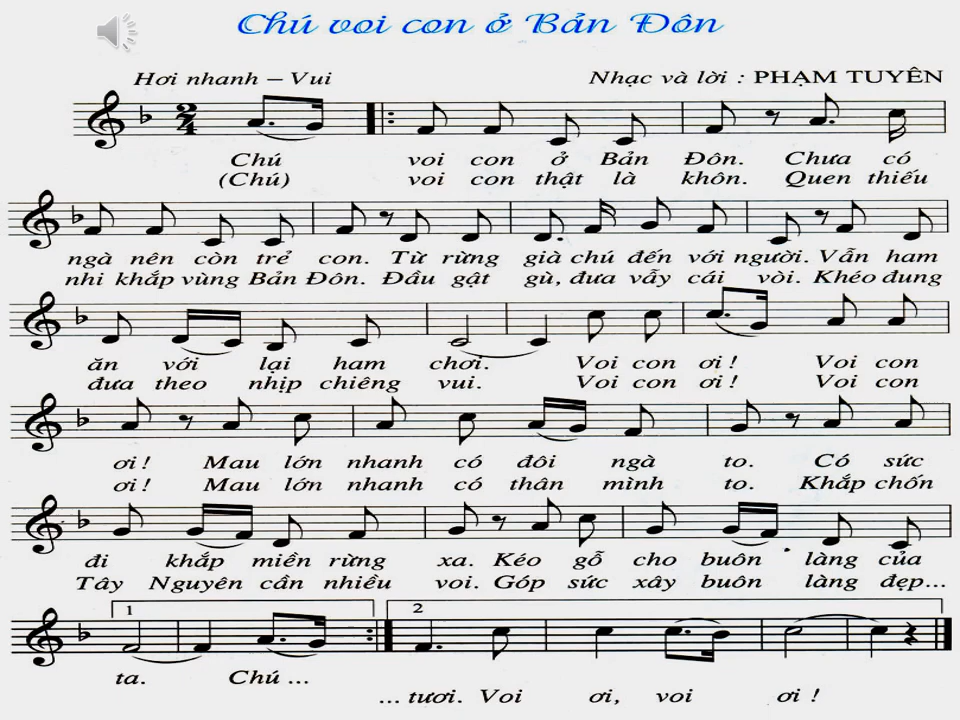 Chú voi con ở Bản Đôn
Hơi nhanh – Vui
Nhạc và lời : PHẠM TUYÊN
2
4
Chú voi con ở Bản Đôn. Chưa có
(Chú) voi con thật là khôn. Quen thiếu
ngà nên còn trẻ con. Từ rừng già chú đến với người. Vẫn ham
nhi khắp vùng Bản Đôn. Đầu gật gù, đưa vẫy cái vòi. Khéo đung
ăn với lại ham chơi. Voi con ơi ! Voi con
đưa theo nhịp chiêng vui. Voi con ơi ! Voi con
ơi ! Mau lớn nhanh có đôi ngà to. Có sức
ơi ! Mau lớn nhanh có thân mình to. Khắp chốn
đi khắp miền rừng xa. Kéo gỗ cho buôn làng của
Tây Nguyên cần nhiều voi. Góp sức xây buôn làng đẹp...
1
2
ta. Chú ...
... tươi. Voi ơi, voi ơi !